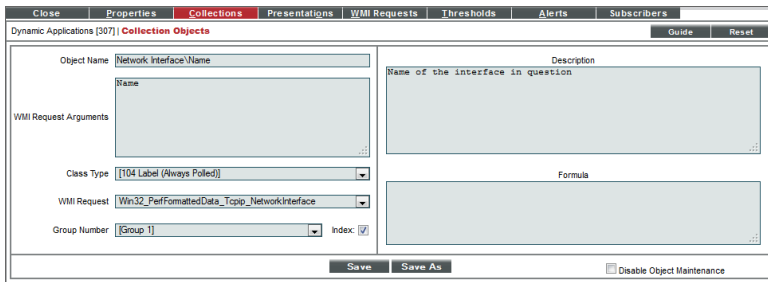 Close Properties Collections Presentations WMI Requests Thresholds Alerts Subscribers
Dynamic Applications [307] | Collection Objects Guide Reset
Object Name Network Interface\Name
Description
Name of the interface in question
WMI Request Arguments
Name
Class Type [104 Label (Always Polled)]
Formula
WMI Request Win32_PerfFormattedData_Tcpip_NetworkInterface
Group Number [Group 1] Index:
Save Save As Disable Object Maintenance